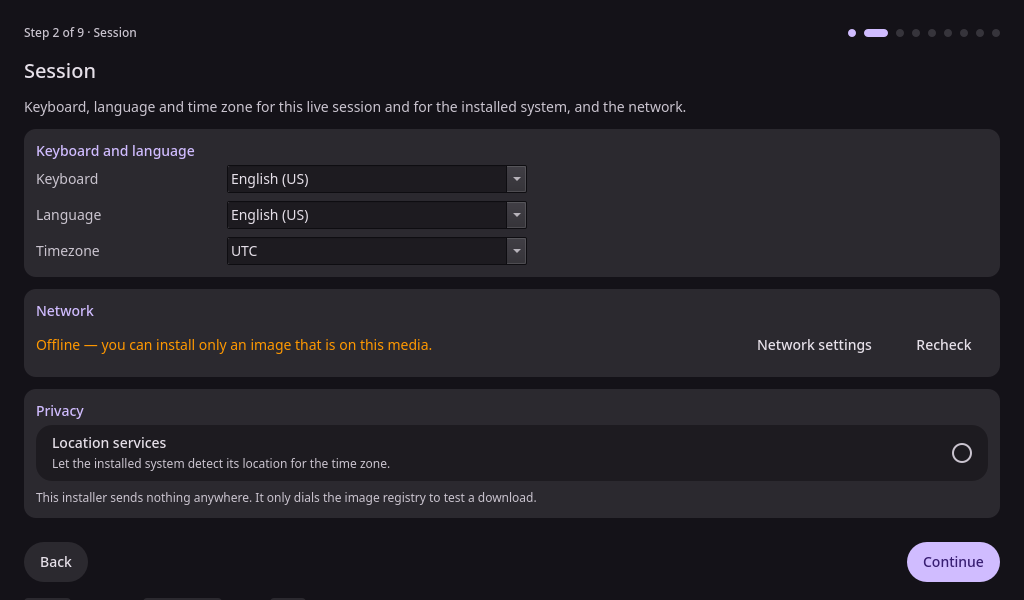 Step 2 of 9 · Session
Session
Keyboard, language and time zone for this live session and for the installed system, and the network.
Keyboard and language
Keyboard
English (US)
Language
English (US)
Timezone
UTC
Network
Offline — you can install only an image that is on this media.
Network settings
Recheck
Privacy
Location services
Let the installed system detect its location for the time zone.
This installer sends nothing anywhere. It only dials the image registry to test a download.
Back
Continue